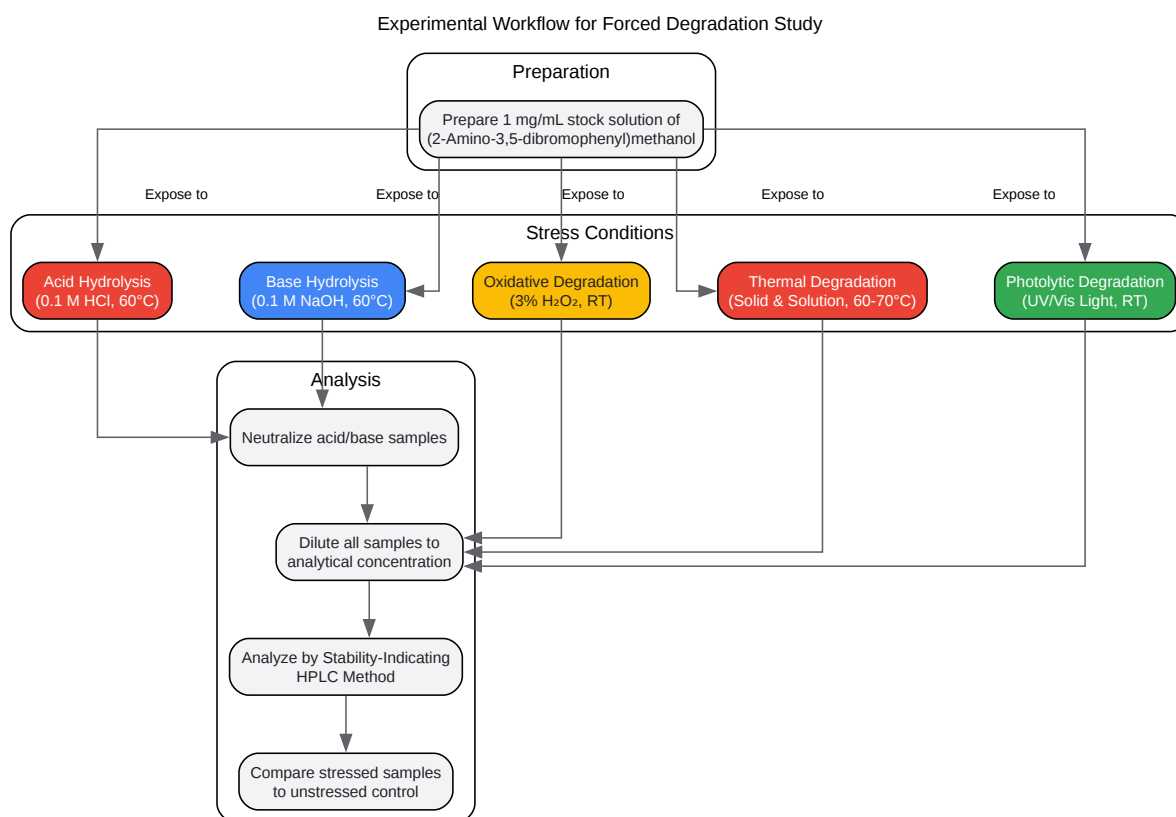 Experimental Workflow for Forced Degradation Study
Preparation
Prepare 1 mg/mL stock solution of
(2-Amino-3,5-dibromophenyl)methanol
Expose to
Expose to
Expose to
Expose to
Expose to
Stress Conditions
Acid Hydrolysis
(0.1 M HCl, 60°C)
Base Hydrolysis
(0.1 M NaOH, 60°C)
Oxidative Degradation
(3% H₂O₂, RT)
Thermal Degradation
(Solid & Solution, 60-70°C)
Photolytic Degradation
(UV/Vis Light, RT)
Analysis
Neutralize acid/base samples
Dilute all samples to
analytical concentration
Analyze by Stability-Indicating
HPLC Method
Compare stressed samples
to unstressed control